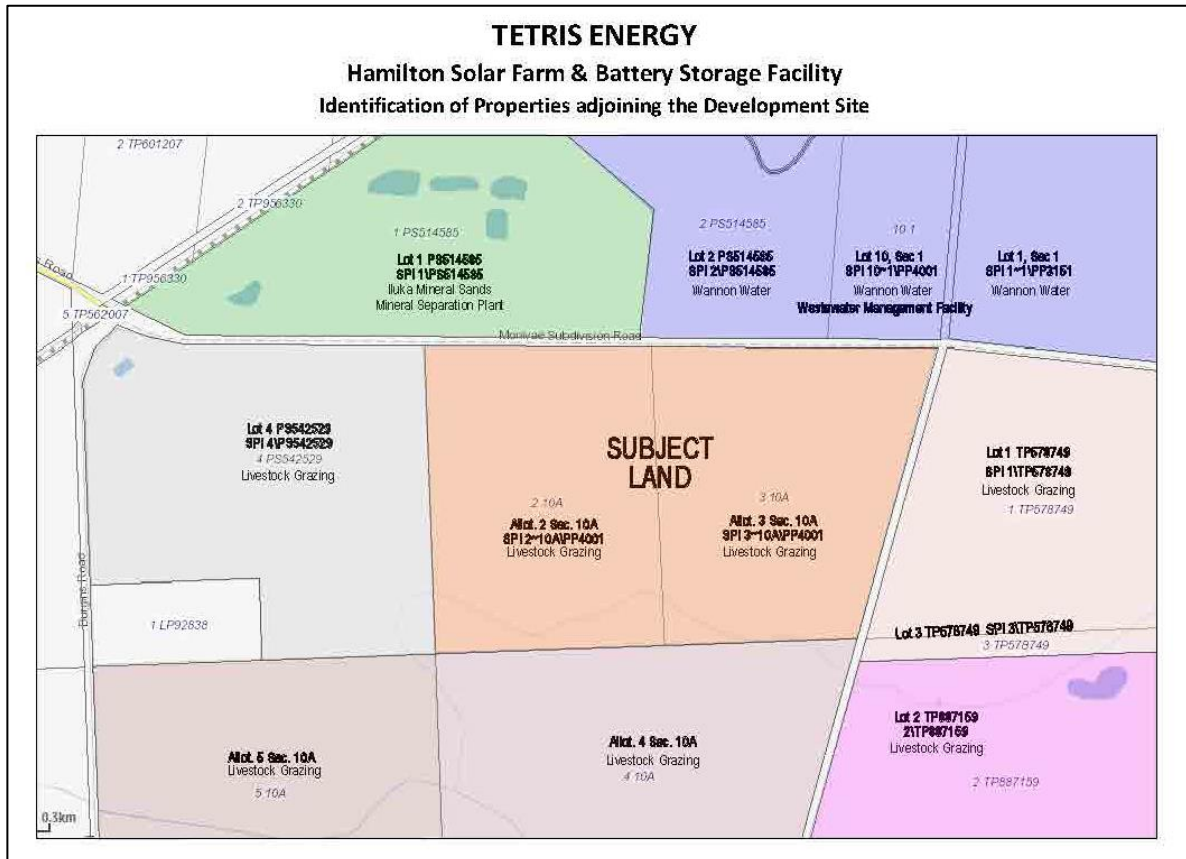 TETRIS ENERGY
Hamilton Solar Farm & Battery Storage Facility
Identification of Properties adjoining the Development Site
2 TP601207
2 TP956330
1 TP956330
s Road
5 TP562007
1 PS514585
Lot 1 PS514585
SPI 1\PS514585
Iluka Mineral Sands
Mineral Separation Plant
2 PS514585
Lot 2 PS514585
SPI 2\PS514585
Wannon Water
10 1
Lot 10, Sec 1
SPI 10~1\PP4001
Wannon Water
Lot 1, Sec 1
SPI 1~1\PP3151
Wannon Water
Wastewater Management Facility
Monivae Subdivision Road
Lot 4 PS542529
SPI 4\PS542529
4 PS542529
Livestock Grazing
SUBJECT
LAND
2 10A
Allot. 2 Sec. 10A
SPI 2~10A\PP4001
Livestock Grazing
3 10A
Allot. 3 Sec. 10A
SPI 3~10A\PP4001
Livestock Grazing
Lot 1 TP578749
SPI 1\TP578749
Livestock Grazing
1 TP578749
Burgins Road
1 LP92838
Lot 3 TP578749 SPI 3\TP578749
3 TP578749
Lot 2 TP887159
2\TP887159
Livestock Grazing
2 TP887159
Allot. 5 Sec. 10A
Livestock Grazing
5 10A
Allot. 4 Sec. 10A
Livestock Grazing
4 10A
0.3km